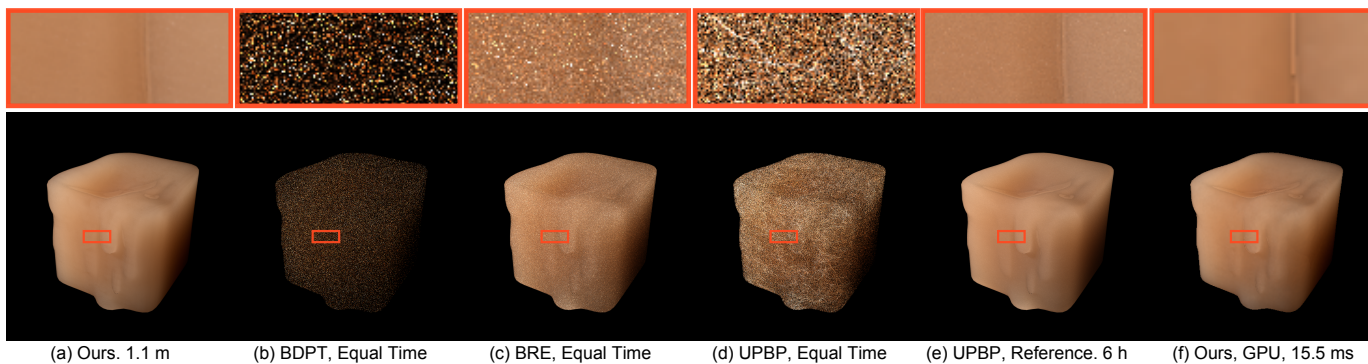 (a) Ours. 1.1 m
(b) BDPT, Equal Time
(c) BRE, Equal Time
(d) UPBP, Equal Time
(e) UPBP, Reference. 6 h
(f) Ours, GPU, 15.5 ms